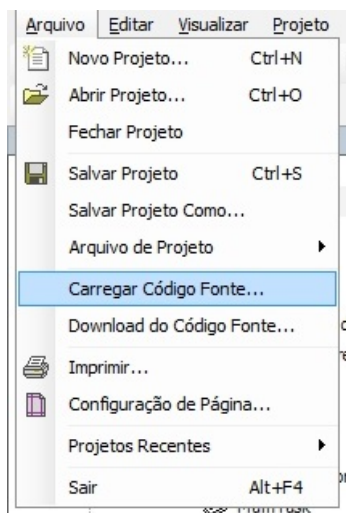 Arquivo Editar Visualizar Projeto
Novo Projeto... Ctrl+N
Abrir Projeto... Ctrl+O
Fechar Projeto
Salvar Projeto Ctrl+S
Salvar Projeto Como...
Arquivo de Projeto
Carregar Código Fonte...
Download do Código Fonte...
Imprimir...
Configuração de Página...
Projetos Recentes
Sair Alt+F4